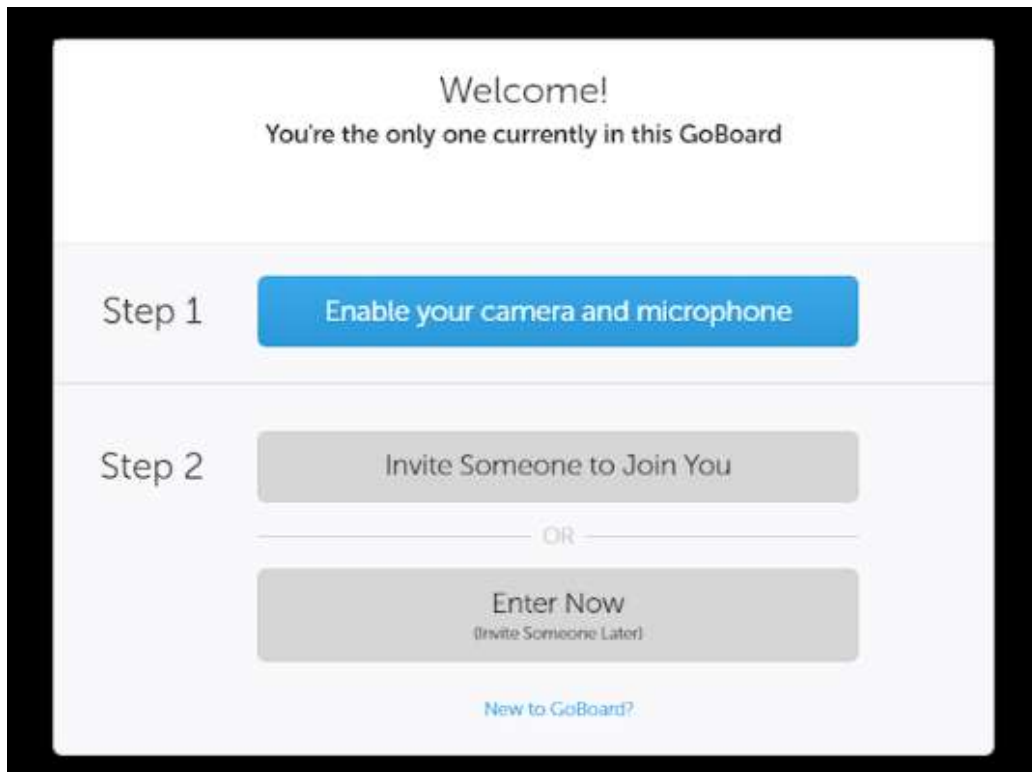 Welcome!
You're the only one currently in this GoBoard
Step 1
Enable your camera and microphone
Step 2
Invite Someone to Join You
OR
Enter Now
(Invite Someone Later)
New to GoBoard?